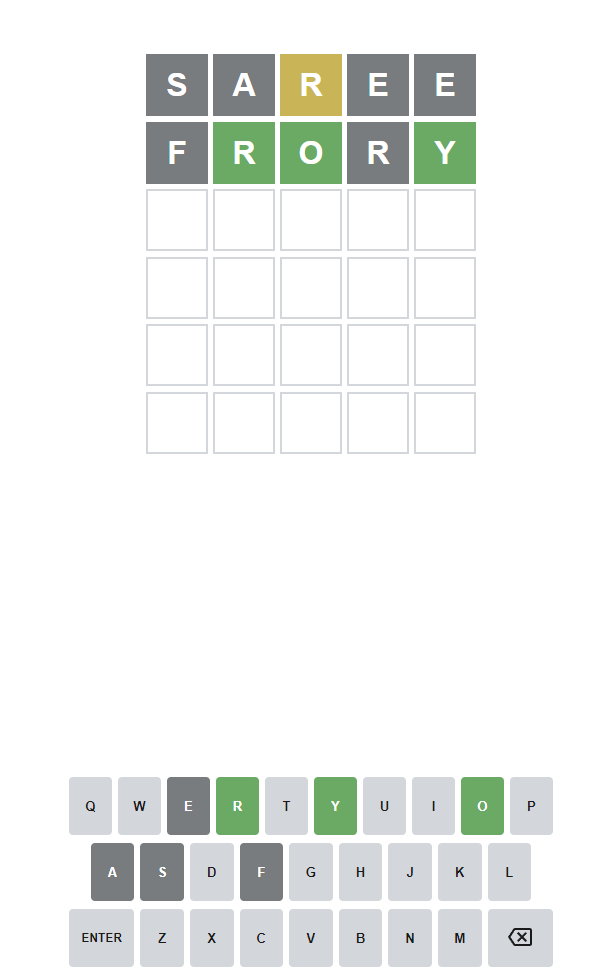 S A R E E
F R O R Y
Q W E R T Y U I O P
A S D F G H J K L
ENTER Z X C V B N M